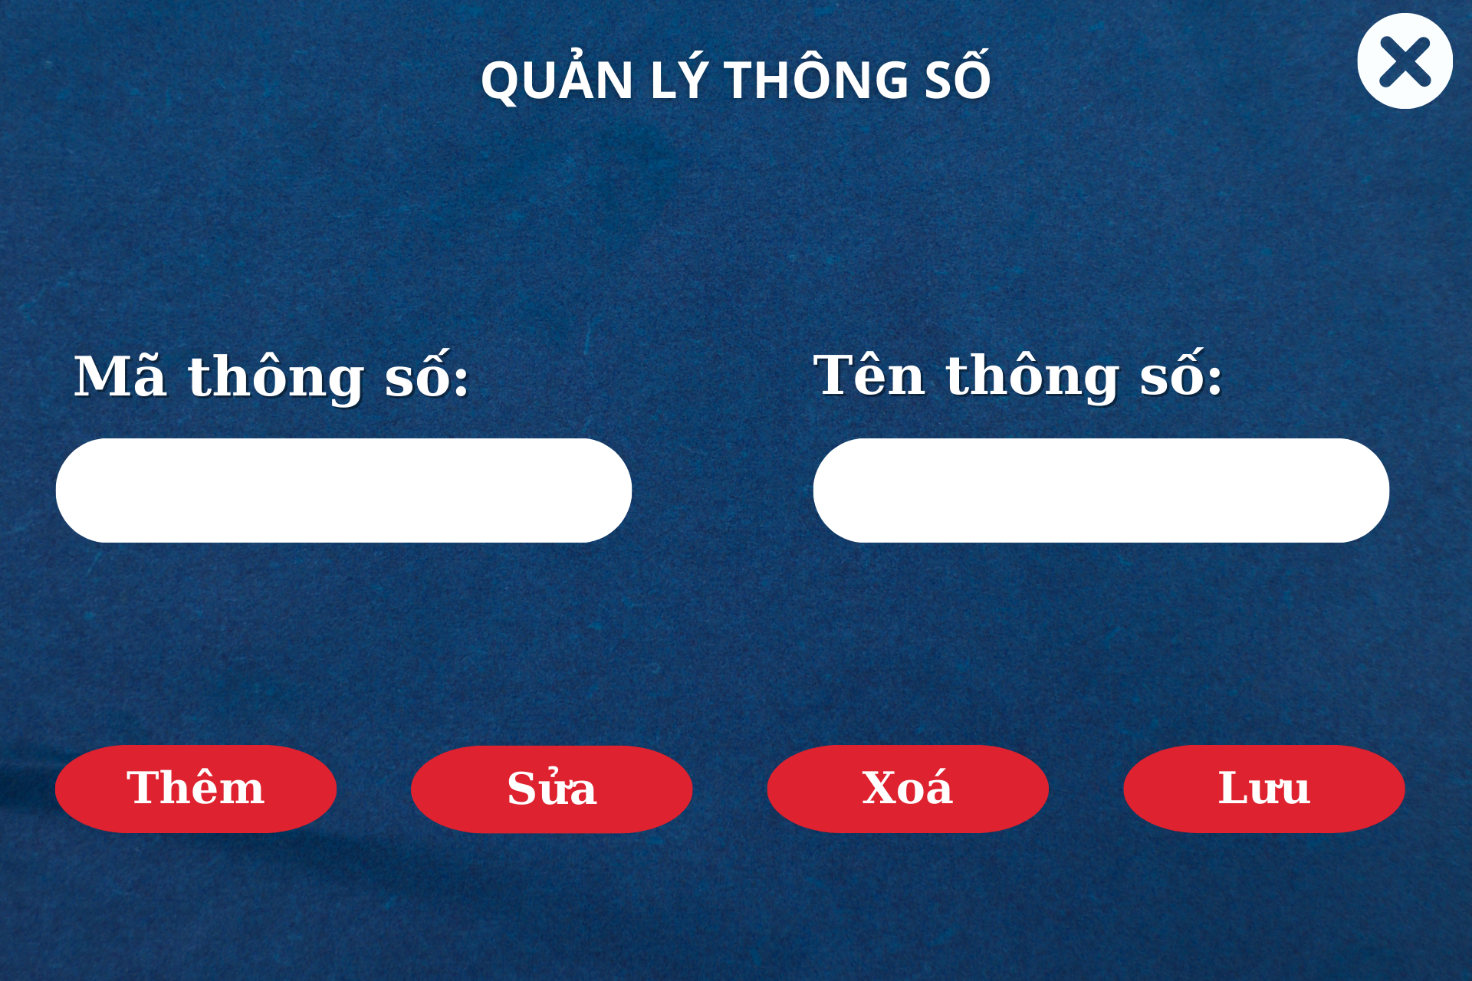 QUẢN LÝ THÔNG SỐ
Mã thông số:
Tên thông số:
Thêm
Sửa
Xoá
Lưu